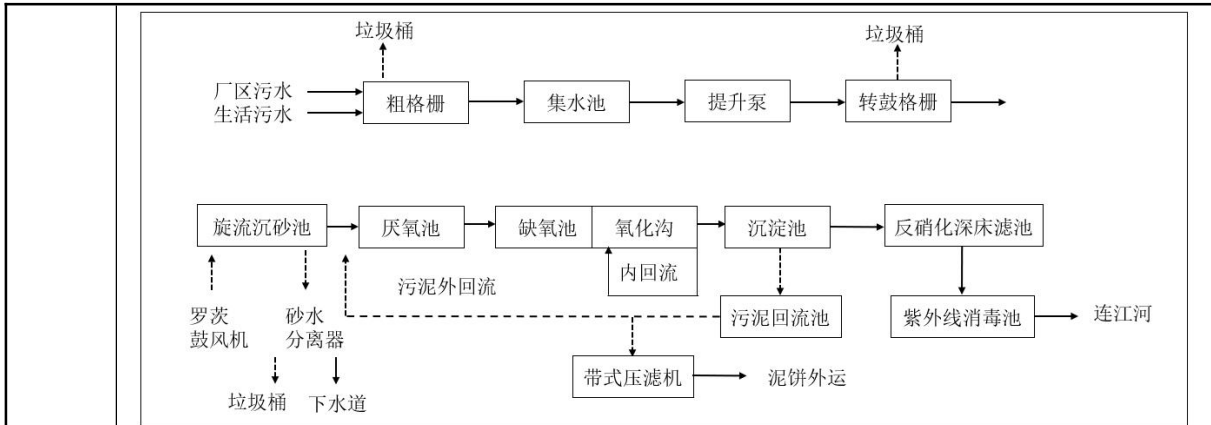 垃圾桶
垃圾桶
厂区污水
生活污水
粗格栅
集水池
提升泵
转鼓格栅
旋流沉砂池
厌氧池
缺氧池
氧化沟
沉淀池
反硝化深床滤池
污泥外回流
内回流
罗茨
鼓风机
砂水
分离器
污泥回流池
紫外线消毒池
连江河
带式压滤机
泥饼外运
垃圾桶
下水道